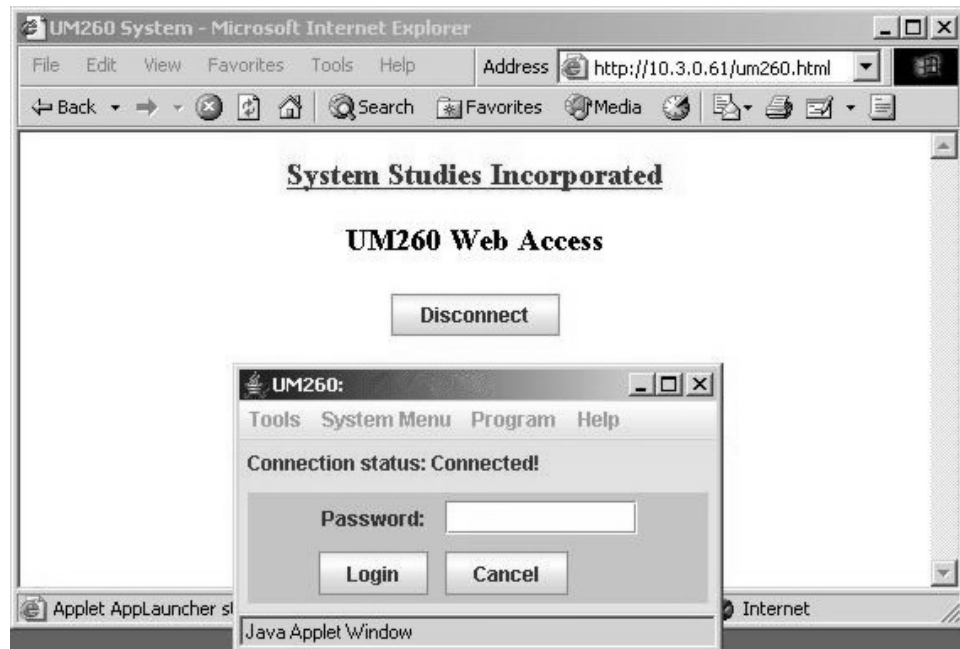 UM260 System - Microsoft Internet Explorer
File Edit View Favorites Tools Help Address http://10.3.0.61/um260.html
Back Search Favorites Media
System Studies Incorporated
UM260 Web Access
Disconnect
UM260:
Tools System Menu Program Help
Connection status: Connected!
Password:
Login Cancel
Applet AppLauncher Internet
Java Applet Window